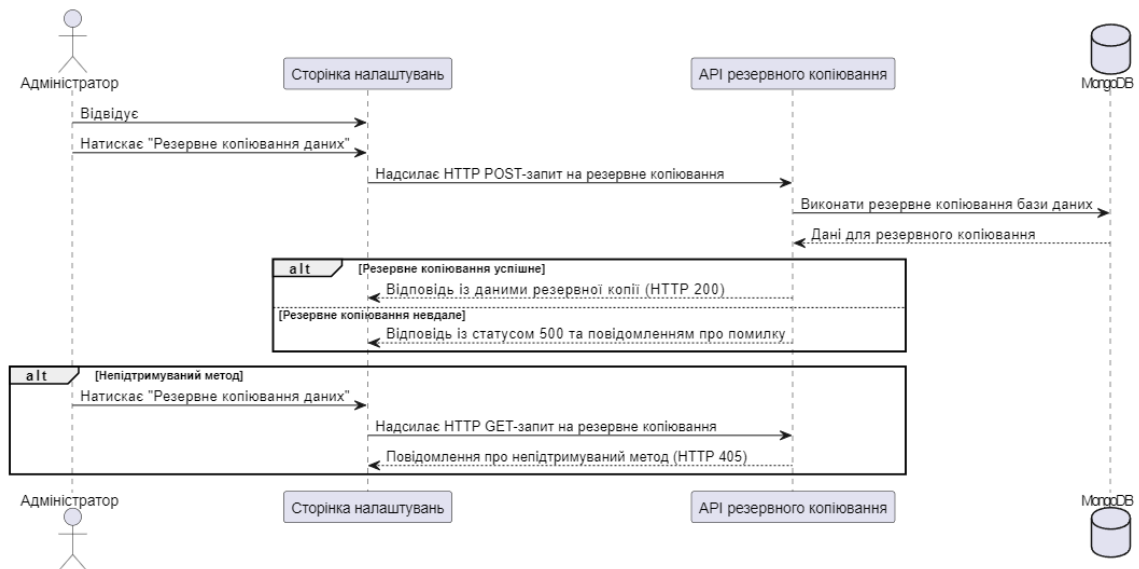 Адміністратор
Сторінка налаштувань
API резервного копіювання
MongoDB
Відвідує
Натискає "Резервне копіювання даних"
Надсилає HTTP POST-запит на резервне копіювання
Виконати резервне копіювання бази даних
Дані для резервного копіювання
alt [Резервне копіювання успішне]
Відповідь із даними резервної копії (HTTP 200)
[Резервне копіювання невдале]
Відповідь із статусом 500 та повідомленням про помилку
alt [Непідтримуваний метод]
Натискає "Резервне копіювання даних"
Надсилає HTTP GET-запит на резервне копіювання
Повідомлення про непідтримуваний метод (HTTP 405)
Адміністратор
Сторінка налаштувань
API резервного копіювання
MongoDB